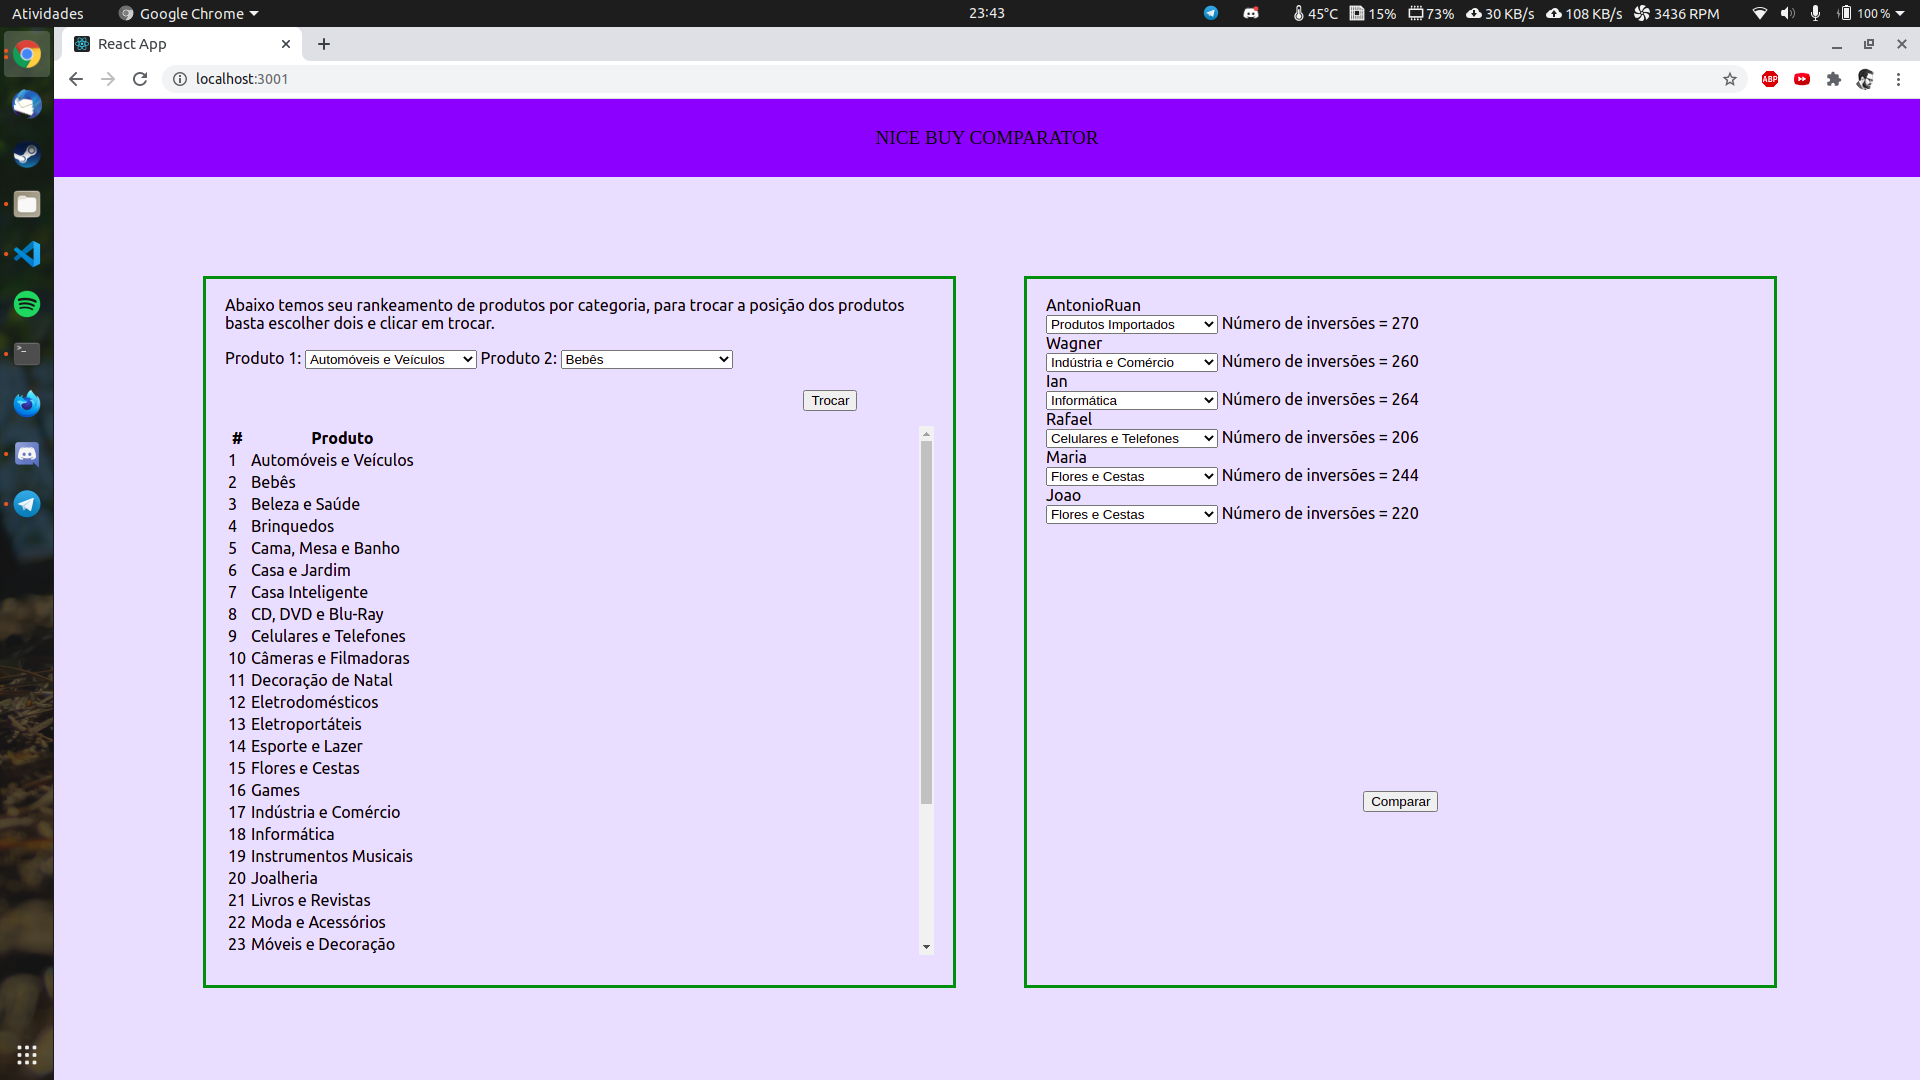 Atividades
Google Chrome
23:43
45°C 15% 73% 30 KB/s 108 KB/s 3436 RPM 100 %
React App
localhost:3001
ABP
NICE BUY COMPARATOR
Abaixo temos seu rankeamento de produtos por categoria, para trocar a posição dos produtos
basta escolher dois e clicar em trocar.
Produto 1: Automóveis e Veículos Produto 2: Bebês
Trocar
# Produto
1 Automóveis e Veículos
2 Bebês
3 Beleza e Saúde
4 Brinquedos
5 Cama, Mesa e Banho
6 Casa e Jardim
7 Casa Inteligente
8 CD, DVD e Blu-Ray
9 Celulares e Telefones
10 Câmeras e Filmadoras
11 Decoração de Natal
12 Eletrodomésticos
13 Eletroportáteis
14 Esporte e Lazer
15 Flores e Cestas
16 Games
17 Indústria e Comércio
18 Informática
19 Instrumentos Musicais
20 Joalheria
21 Livros e Revistas
22 Moda e Acessórios
23 Móveis e Decoração
AntonioRuan
Produtos Importados Número de inversões = 270
Wagner
Indústria e Comércio Número de inversões = 260
Ian
Informática Número de inversões = 264
Rafael
Celulares e Telefones Número de inversões = 206
Maria
Flores e Cestas Número de inversões = 244
Joao
Flores e Cestas Número de inversões = 220
Comparar